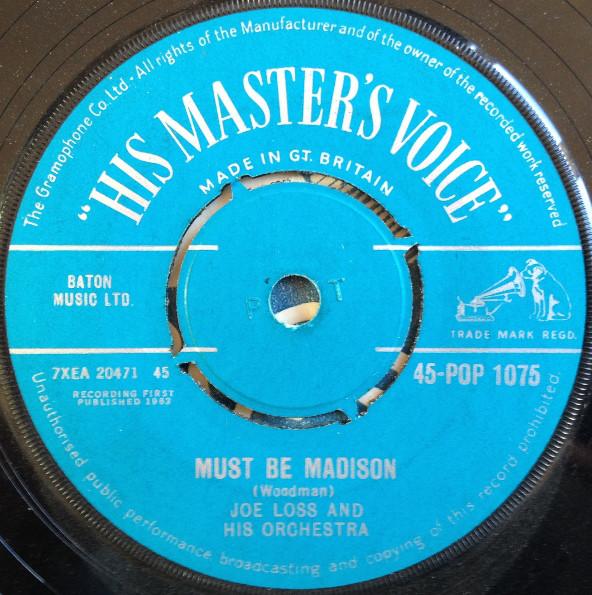 The Gramophone Co. Ltd · All rights of the Manufacturer and of the owner of the recorded work reserved
"HIS MASTER'S VOICE"
MADE IN GT. BRITAIN
BATON
MUSIC LTD.
P T
TRADE MARK REGD.
7XEA 20471 45
45-POP 1075
RECORDING FIRST
PUBLISHED 1962
MUST BE MADISON
(Woodman)
JOE LOSS AND
HIS ORCHESTRA
Unauthorised public performance broadcasting and copying of this record prohibited.